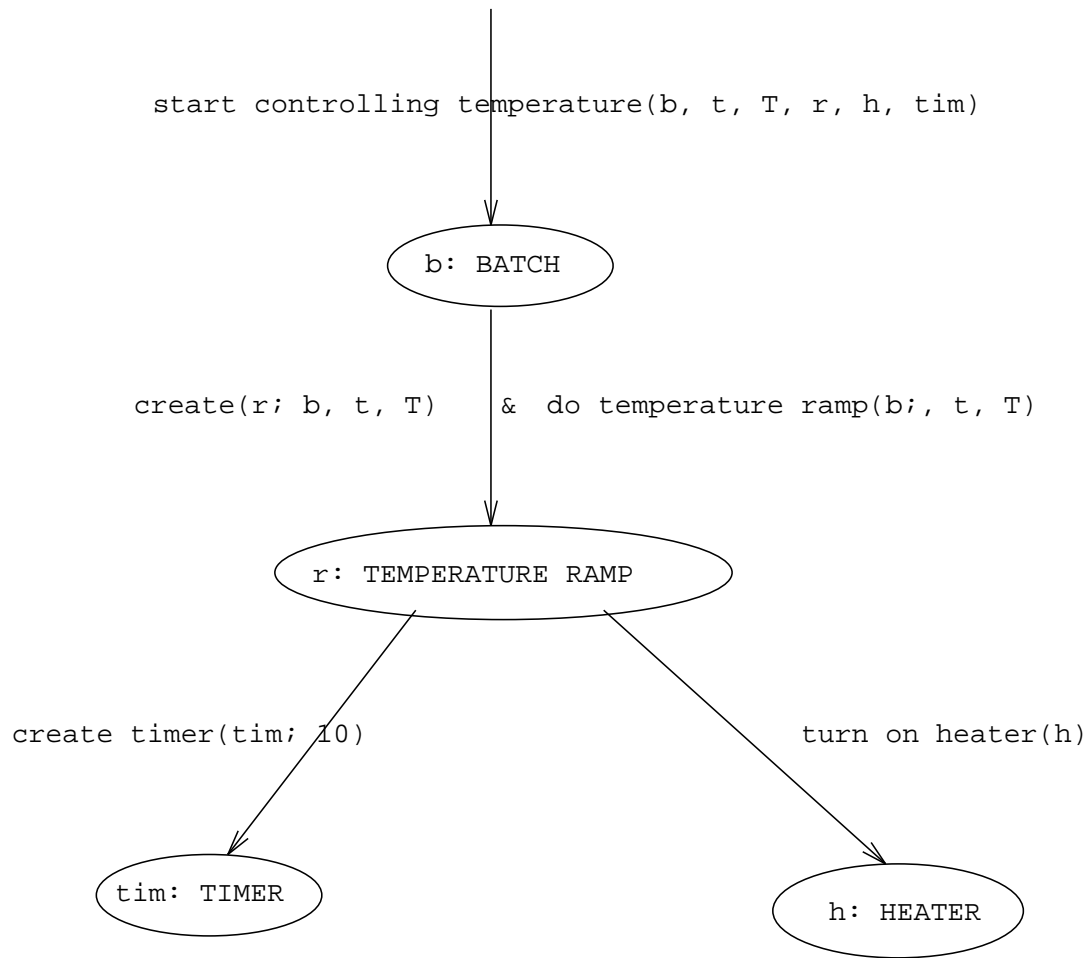 start controlling temperature(b, t, T, r, h, tim)
b: BATCH
create(r; b, t, T) & do temperature ramp(b;, t, T)
r: TEMPERATURE RAMP
create timer(tim; 10)
turn on heater(h)
tim: TIMER
h: HEATER